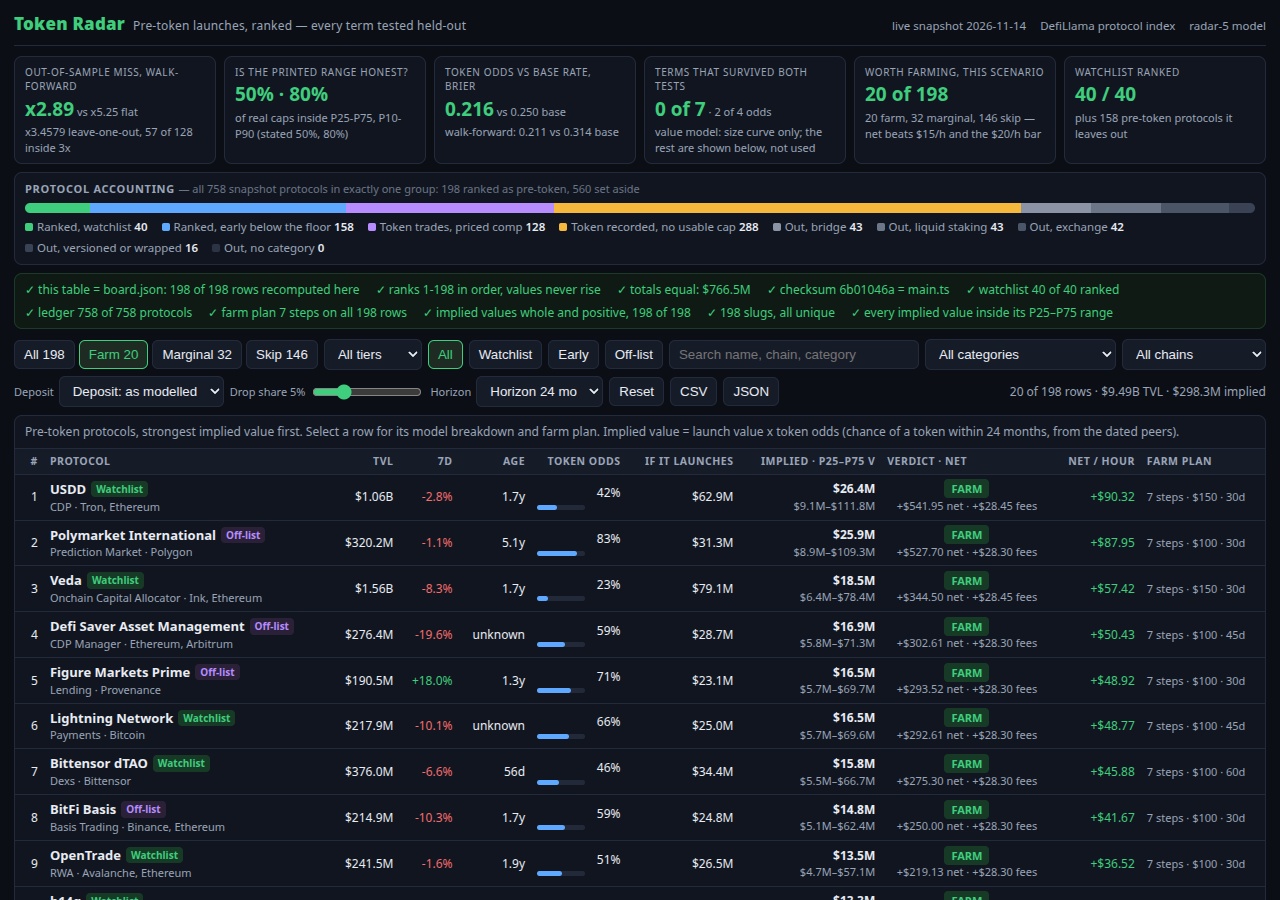 Token Radar Pre-token launches, ranked — every term tested held-out live snapshot 2026-11-14 DefiLlama protocol index radar-5 model
OUT-OF-SAMPLE MISS, WALK-FORWARD
x2.89 vs x5.25 flat
x3.4579 leave-one-out, 57 of 128 inside 3x
IS THE PRINTED RANGE HONEST?
50% · 80%
of real caps inside P25-P75, P10-P90 (stated 50%, 80%)
TOKEN ODDS VS BASE RATE, BRIER
0.216 vs 0.250 base
walk-forward: 0.211 vs 0.314 base
TERMS THAT SURVIVED BOTH TESTS
0 of 7 · 2 of 4 odds
value model: size curve only; the rest are shown below, not used
WORTH FARMING, THIS SCENARIO
20 of 198
20 farm, 32 marginal, 146 skip — net beats $15/h and the $20/h bar
WATCHLIST RANKED
40 / 40
plus 158 pre-token protocols it leaves out
PROTOCOL ACCOUNTING — all 758 snapshot protocols in exactly one group: 198 ranked as pre-token, 560 set aside
Ranked, watchlist 40 Ranked, early below the floor 158 Token trades, priced comp 128 Token recorded, no usable cap 288 Out, bridge 43 Out, liquid staking 43 Out, exchange 42
Out, versioned or wrapped 16 Out, no category 0
✓ this table = board.json: 198 of 198 rows recomputed here ✓ ranks 1-198 in order, values never rise ✓ totals equal: $766.5M ✓ checksum 6b01046a = main.ts ✓ watchlist 40 of 40 ranked
✓ ledger 758 of 758 protocols ✓ farm plan 7 steps on all 198 rows ✓ implied values whole and positive, 198 of 198 ✓ 198 slugs, all unique ✓ every implied value inside its P25–P75 range
All 198 Farm 20 Marginal 32 Skip 146 All tiers All Watchlist Early Off-list Search name, chain, category All categories All chains
Deposit Deposit: as modelled Drop share 5% Horizon Horizon 24 mo Reset CSV JSON 20 of 198 rows · $9.49B TVL · $298.3M implied
Pre-token protocols, strongest implied value first. Select a row for its model breakdown and farm plan. Implied value = launch value x token odds (chance of a token within 24 months, from the dated peers).
# PROTOCOL TVL 7D AGE TOKEN ODDS IF IT LAUNCHES IMPLIED · P25–P75 V VERDICT · NET NET / HOUR FARM PLAN
1 USDD Watchlist $1.06B -2.8% 1.7y 42% $62.9M $26.4M FARM +$90.32 7 steps · $150 · 30d
CDP · Tron, Ethereum $9.1M–$111.8M +$541.95 net · +$28.45 fees
2 Polymarket International Off-list $320.2M -1.1% 5.1y 83% $31.3M $25.9M FARM +$87.95 7 steps · $100 · 30d
Prediction Market · Polygon $8.9M–$109.3M +$527.70 net · +$28.30 fees
3 Veda Watchlist $1.56B -8.3% 1.7y 23% $79.1M $18.5M FARM +$57.42 7 steps · $150 · 30d
Onchain Capital Allocator · Ink, Ethereum $6.4M–$78.4M +$344.50 net · +$28.45 fees
4 Defi Saver Asset Management Off-list $276.4M -19.6% unknown 59% $28.7M $16.9M FARM +$50.43 7 steps · $100 · 45d
CDP Manager · Ethereum, Arbitrum $5.8M–$71.3M +$302.61 net · +$28.30 fees
5 Figure Markets Prime Off-list $190.5M +18.0% 1.3y 71% $23.1M $16.5M FARM +$48.92 7 steps · $100 · 30d
Lending · Provenance $5.7M–$69.7M +$293.52 net · +$28.30 fees
6 Lightning Network Watchlist $217.9M -10.1% unknown 66% $25.0M $16.5M FARM +$48.77 7 steps · $100 · 45d
Payments · Bitcoin $5.7M–$69.6M +$292.61 net · +$28.30 fees
7 Bittensor dTAO Watchlist $376.0M -6.6% 56d 46% $34.4M $15.8M FARM +$45.88 7 steps · $100 · 60d
Dexs · Bittensor $5.5M–$66.7M +$275.30 net · +$28.30 fees
8 BitFi Basis Off-list $214.9M -10.3% 1.7y 59% $24.8M $14.8M FARM +$41.67 7 steps · $100 · 30d
Basis Trading · Binance, Ethereum $5.1M–$62.4M +$250.00 net · +$28.30 fees
9 OpenTrade Watchlist $241.5M -1.6% 1.9y 51% $26.5M $13.5M FARM +$36.52 7 steps · $100 · 30d
RWA · Avalanche, Ethereum $4.7M–$57.1M +$219.13 net · +$28.30 fees